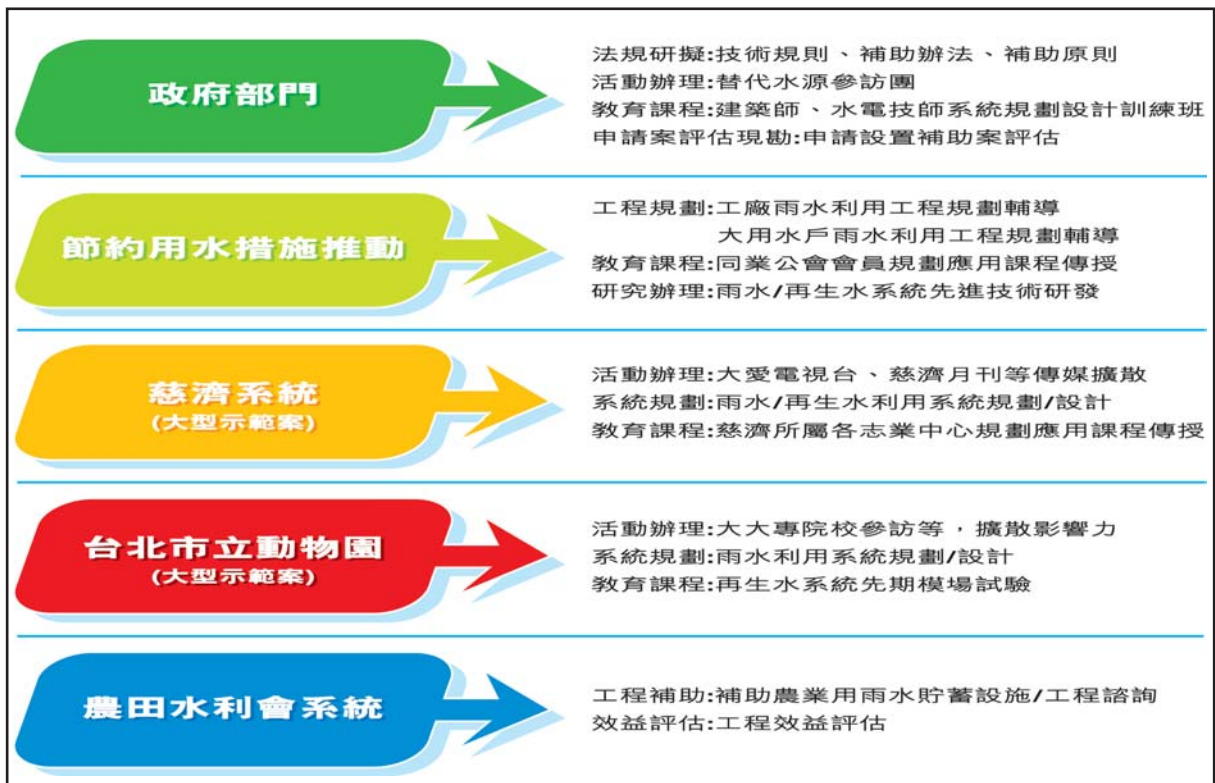 政府部門
法規研擬:技術規則、補助辦法、補助原則
活動辦理:替代水源參訪團
教育課程:建築師、水電技師系統規劃設計訓練班
申請案評估現勘:申請設置補助案評估
節約用水措施推動
工程規劃:工廠雨水利用工程規劃輔導
大用水戶雨水利用工程規劃輔導
教育課程:同業公會會員規劃應用課程傳授
研究辦理:雨水/再生水系統先進技術研發
慈濟系統
(大型示範案)
活動辦理:大愛電視台、慈濟月刊等傳媒擴散
系統規劃:雨水/再生水利用系統規劃/設計
教育課程:慈濟所屬各志業中心規劃應用課程傳授
台北市立動物園
(大型示範案)
活動辦理:大大專院校參訪等，擴散影響力
系統規劃:雨水利用系統規劃/設計
教育課程:再生水系統先期模場試驗
農田水利會系統
工程補助:補助農業用雨水貯蓄設施/工程諮詢
效益評估:工程效益評估